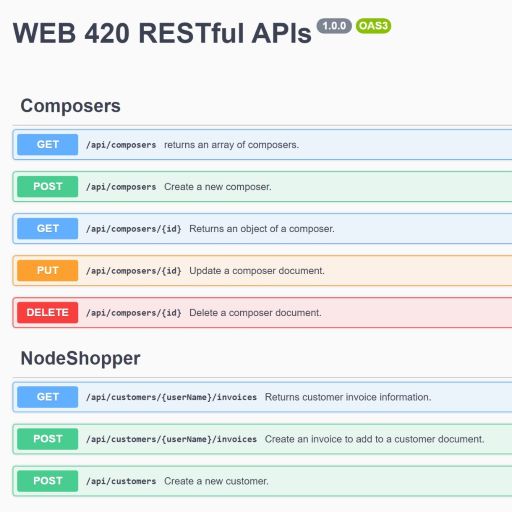 WEB 420 RESTful APIs 1.0.0 OAS3
Composers
GET /api/composers returns an array of composers.
POST /api/composers Create a new composer.
GET /api/composers/{id} Returns an object of a composer.
PUT /api/composers/{id} Update a composer document.
DELETE /api/composers/{id} Delete a composer document.
NodeShopper
GET /api/customers/{userName}/invoices Returns customer invoice information.
POST /api/customers/{userName}/invoices Create an invoice to add to a customer document.
POST /api/customers Create a new customer.